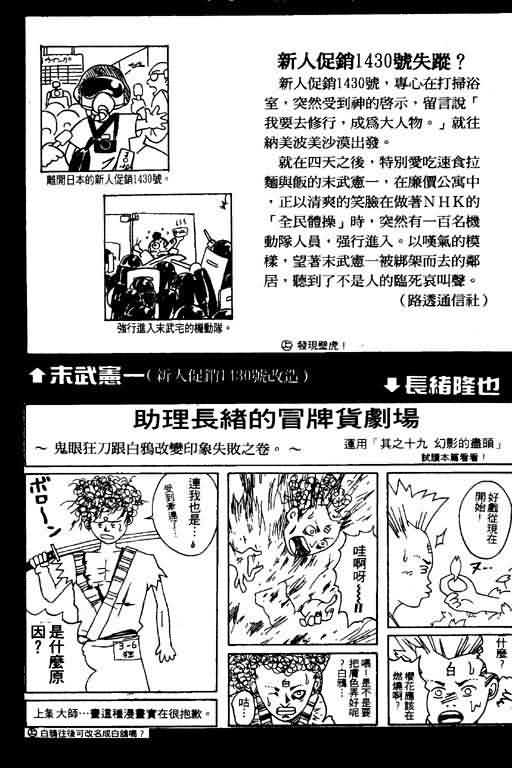 新人促銷1430號失蹤？
新人促銷1430號，專心在打掃浴
室，突然受到神的啓示，留言說「
我要去修行，成爲大人物。」就往
納美波美沙漠出發。
就在四天之後，特別愛吃速食拉
麵與飯的末武憲一，在廉價公寓中
，正以清爽的笑臉在做著NHK的
「全民體操」時，突然有一百名機
動隊人員，强行進入。以嘆氣的模
樣，望著末武憲一被綁架而去的鄰
居，聽到了不是人的臨死哀叫聲。
（路透通信社）
離開日本的新人促銷1430號。
強行進入末武宅的機動隊。
上 發現壁虎！
末武憲一（新人促銷1430號改造）
長緒隆也
助理長緒的冒牌貨劇場
～ 鬼眼狂刀跟白鴉改變印象失敗之卷。～
運用「其之十九 幻影的盡頭」
試讀本篇看看！
好戲從現在
開始！
哇啊呀～～!!
連我也是…
受到牽連…
ボローン
是什麼原
因？
3-6
什麼？
櫻花應該在
燃燒啊？
白
喂！是不是要
把膚色弄好呢
？白鴉…
咕…
上条大師…畫這種漫畫實在很抱歉。
上 白鴉往後可改名成白鴿嗎？